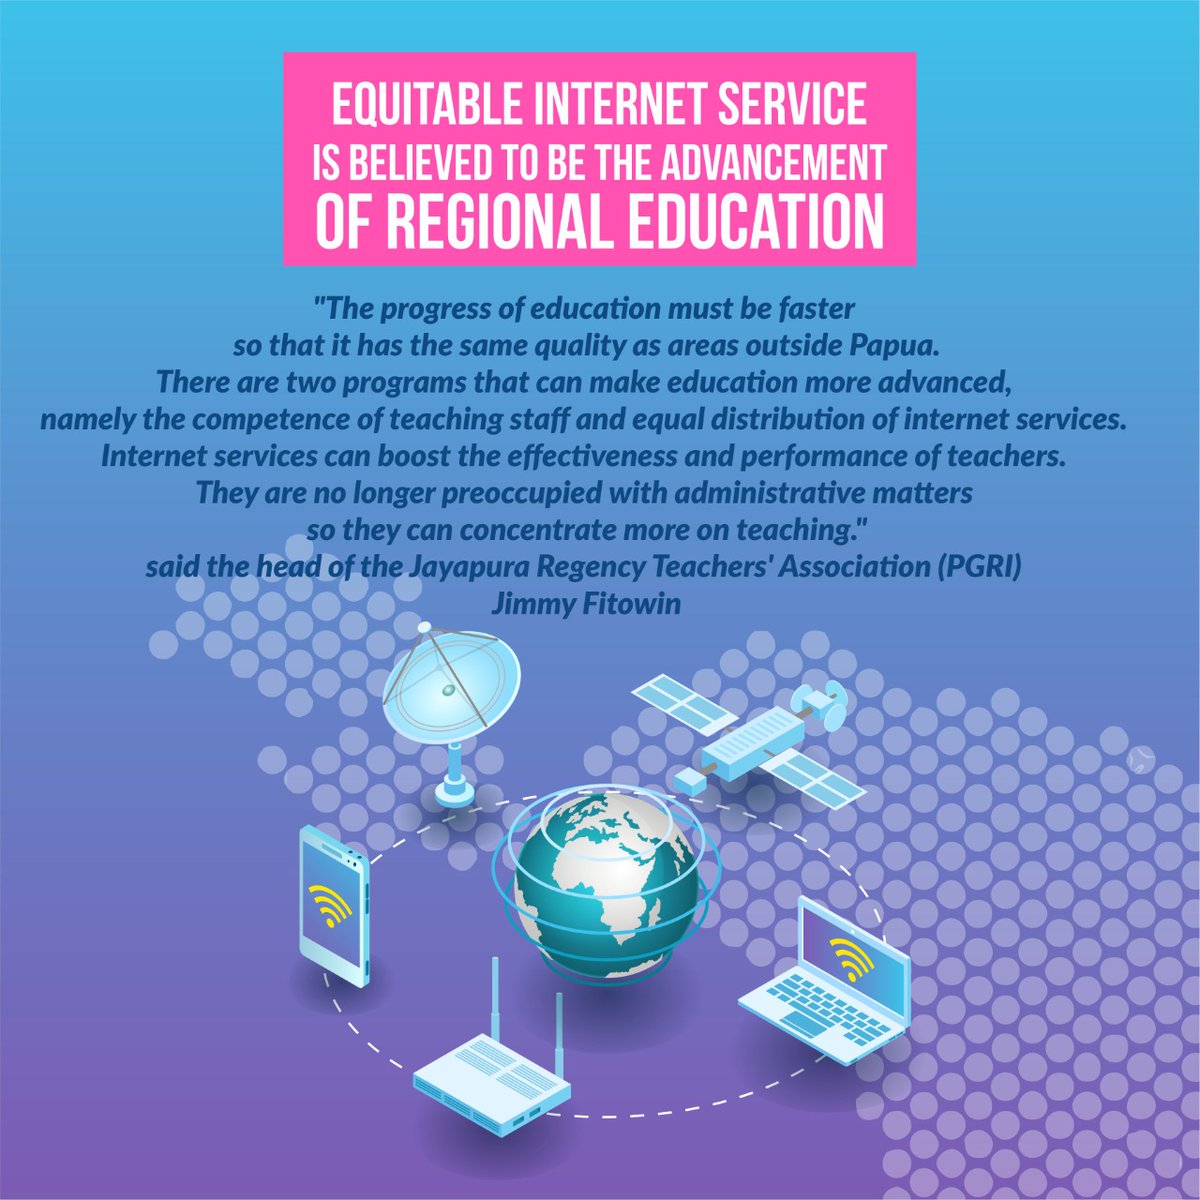 EQUITABLE INTERNET SERVICE
IS BELIEVED TO BE THE ADVANCEMENT
OF REGIONAL EDUCATION
"The progress of education must be faster
so that it has the same quality as areas outside Papua.
There are two programs that can make education more advanced,
namely the competence of teaching staff and equal distribution of internet services.
Internet services can boost the effectiveness and performance of teachers.
They are no longer preoccupied with administrative matters
so they can concentrate more on teaching."
said the head of the Jayapura Regency Teachers' Association (PGRI)
Jimmy Fitowin